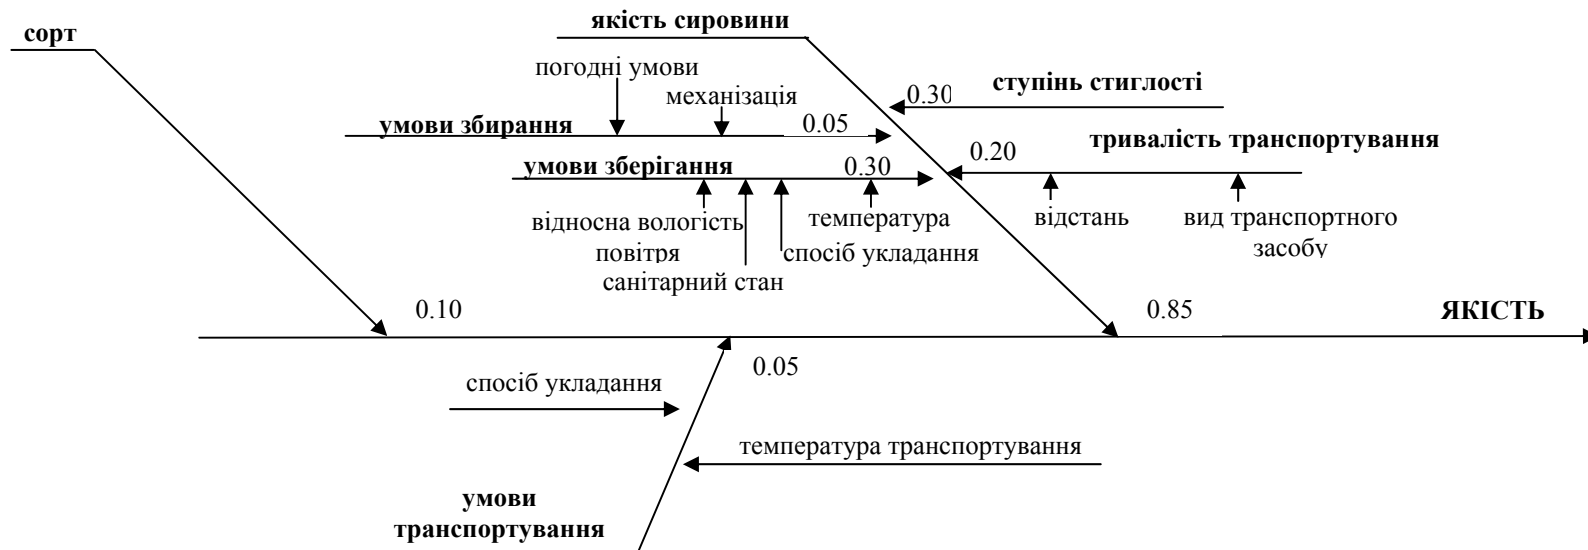 якість сировини
сорт
погодні умови
механізація
0.30
ступінь стиглості
умови збирання
0.05
0.20
тривалість транспортування
умови зберігання
0.30
відносна вологість
повітря
температура
відстань
вид транспортного
засобу
санітарний стан
спосіб укладання
0.10
0.85
ЯКІСТЬ
0.05
спосіб укладання
температура транспортування
умови
транспортування